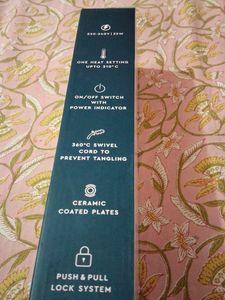 220-240V | 35W
ONE HEAT SETTING
UPTO 210°C
ON/OFF SWITCH
WITH
POWER INDICATOR
360°C SWIVEL
CORD TO
PREVENT TANGLING
CERAMIC
COATED PLATES
PUSH & PULL
LOCK SYSTEM